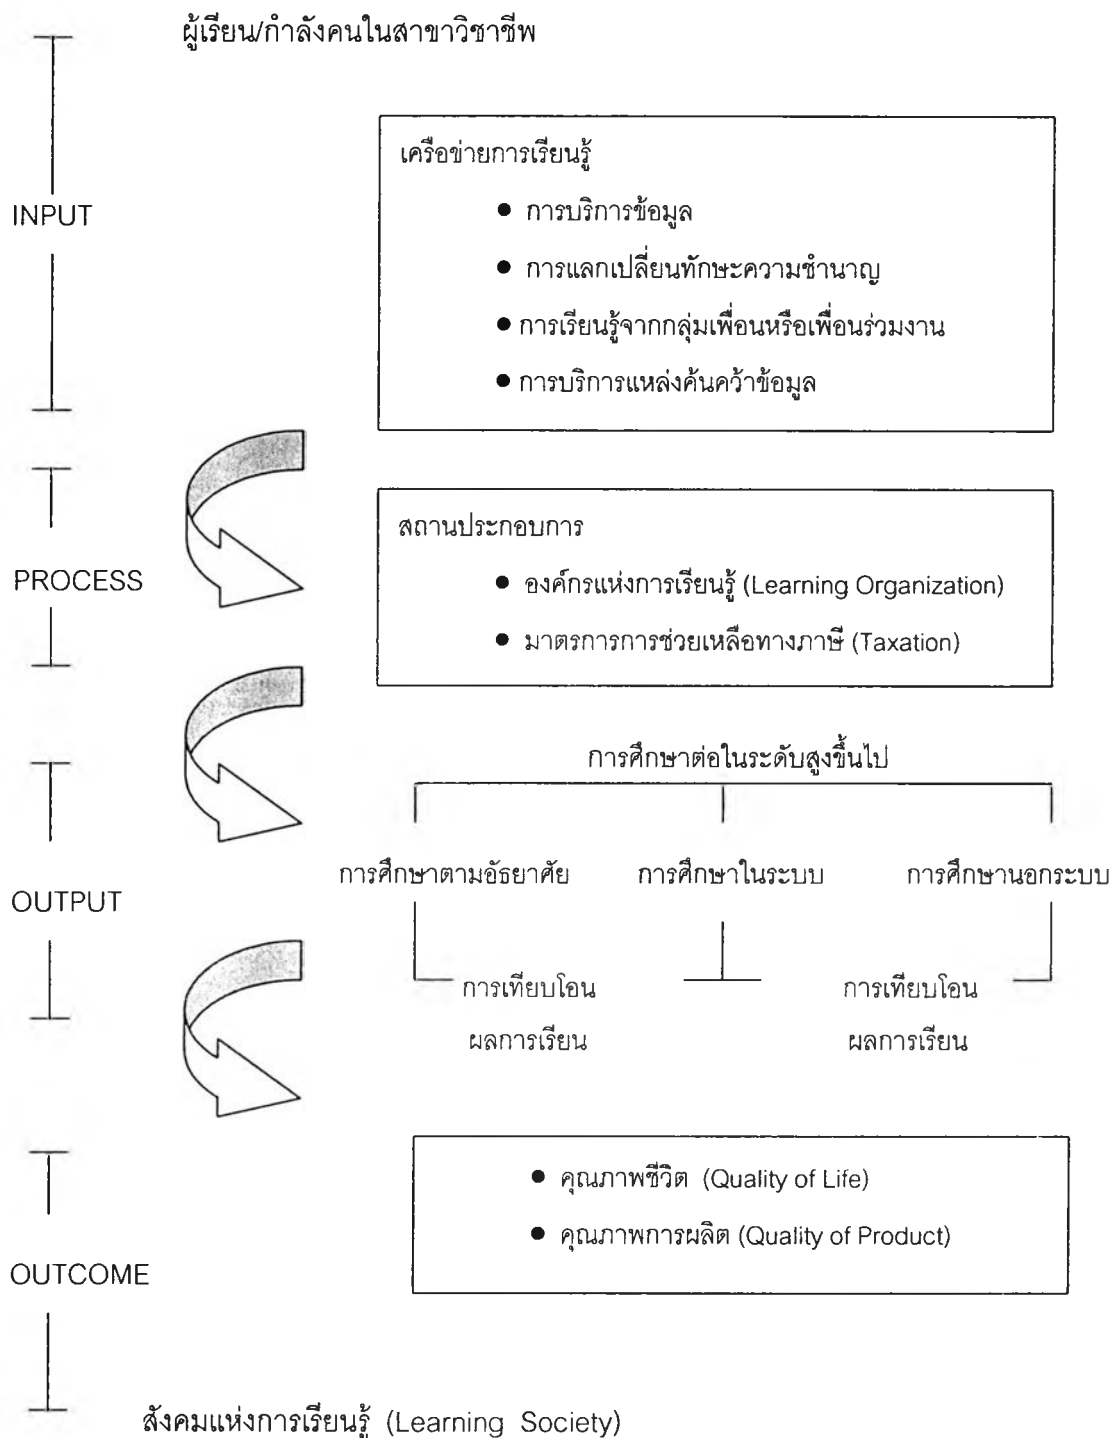 ผู้เรียน/กำลังคนในสาขาวิชาชีพ
INPUT
เครือข่ายการเรียนรู้
● การบริการข้อมูล
● การแลกเปลี่ยนทักษะความชำนาญ
● การเรียนรู้จากกลุ่มเพื่อนหรือเพื่อนร่วมงาน
● การบริการแหล่งค้นคว้าข้อมูล
PROCESS
สถานประกอบการ
● องค์กรแห่งการเรียนรู้ (Learning Organization)
● มาตรการการช่วยเหลือทางภาษี (Taxation)
การศึกษาต่อในระดับสูงขึ้นไป
OUTPUT
การศึกษาตามอัธยาศัย การศึกษาในระบบ การศึกษานอกระบบ
การเทียบโอน การเทียบโอน
ผลการเรียน ผลการเรียน
OUTCOME
● คุณภาพชีวิต (Quality of Life)
● คุณภาพการผลิต (Quality of Product)
สังคมแห่งการเรียนรู้ (Learning Society)